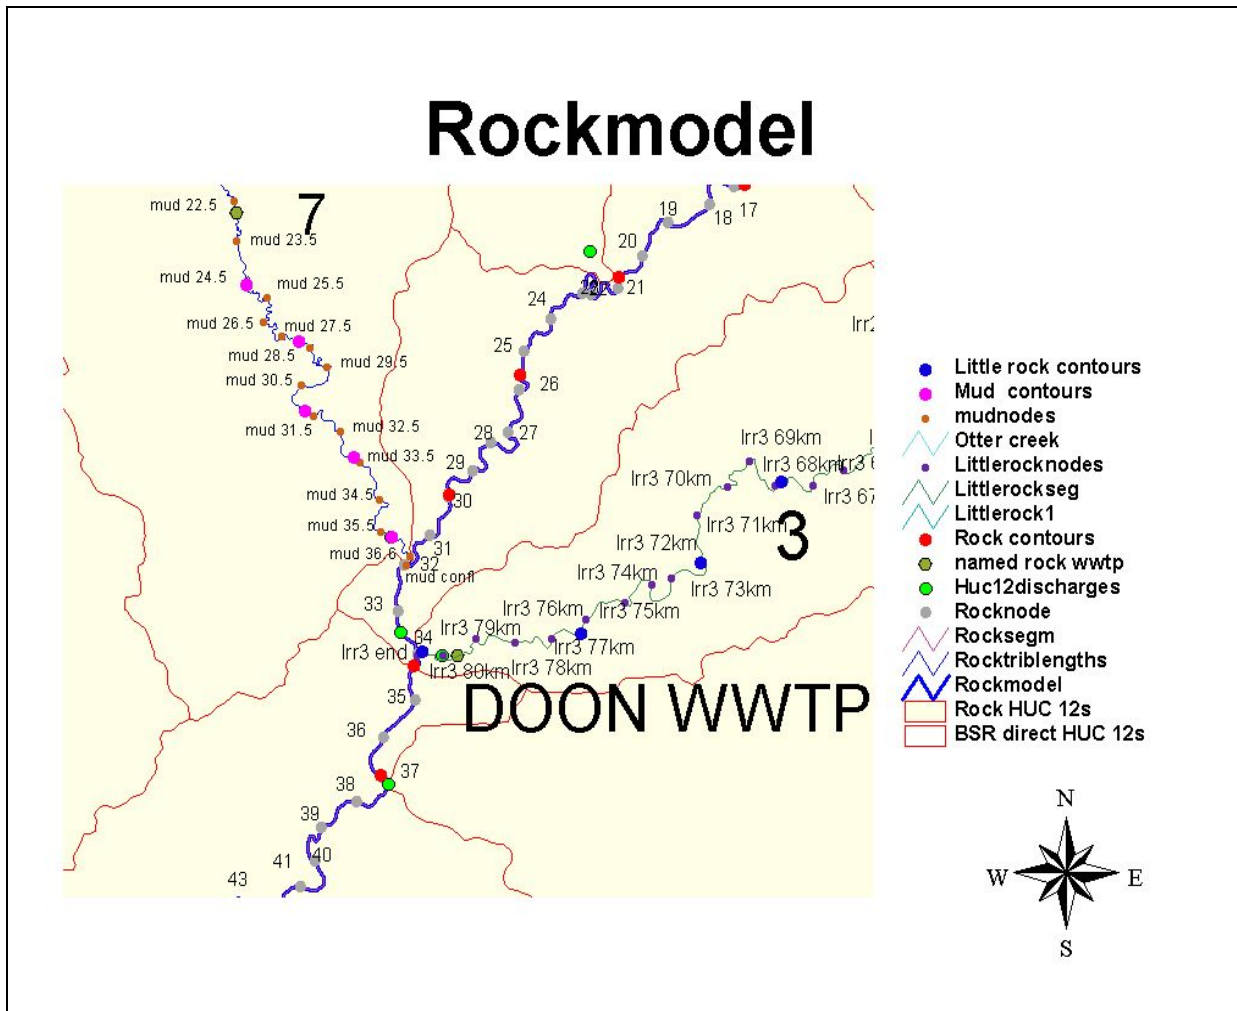 Rockmodel
7
mud 22.5
mud 23.5
mud 24.5
mud 25.5
mud 26.5
mud 27.5
mud 28.5
mud 29.5
mud 30.5
mud 31.5
mud 32.5
mud 33.5
mud 34.5
mud 35.5
mud 36.6
mud confl
17
18
19
20
21
24
25
26
27
28
29
30
31
32
33
34
35
36
37
38
39
40
41
43
lrr3 69km
lrr3 68km
lrr3 70km
lrr3 71km
3
lrr3 72km
lrr3 73km
lrr3 74km
lrr3 75km
lrr3 76km
lrr3 77km
lrr3 78km
lrr3 79km
lrr3 80km
lrr3 end
DOON WWTP
Little rock contours
Mud contours
mudnodes
Otter creek
Littlerocknodes
Littlerockseg
Littlerock1
Rock contours
named rock wwtp
Huc12discharges
Rocknode
Rocksegm
Rocktriblengths
Rockmodel
Rock HUC 12s
BSR direct HUC 12s
N
W
E
S